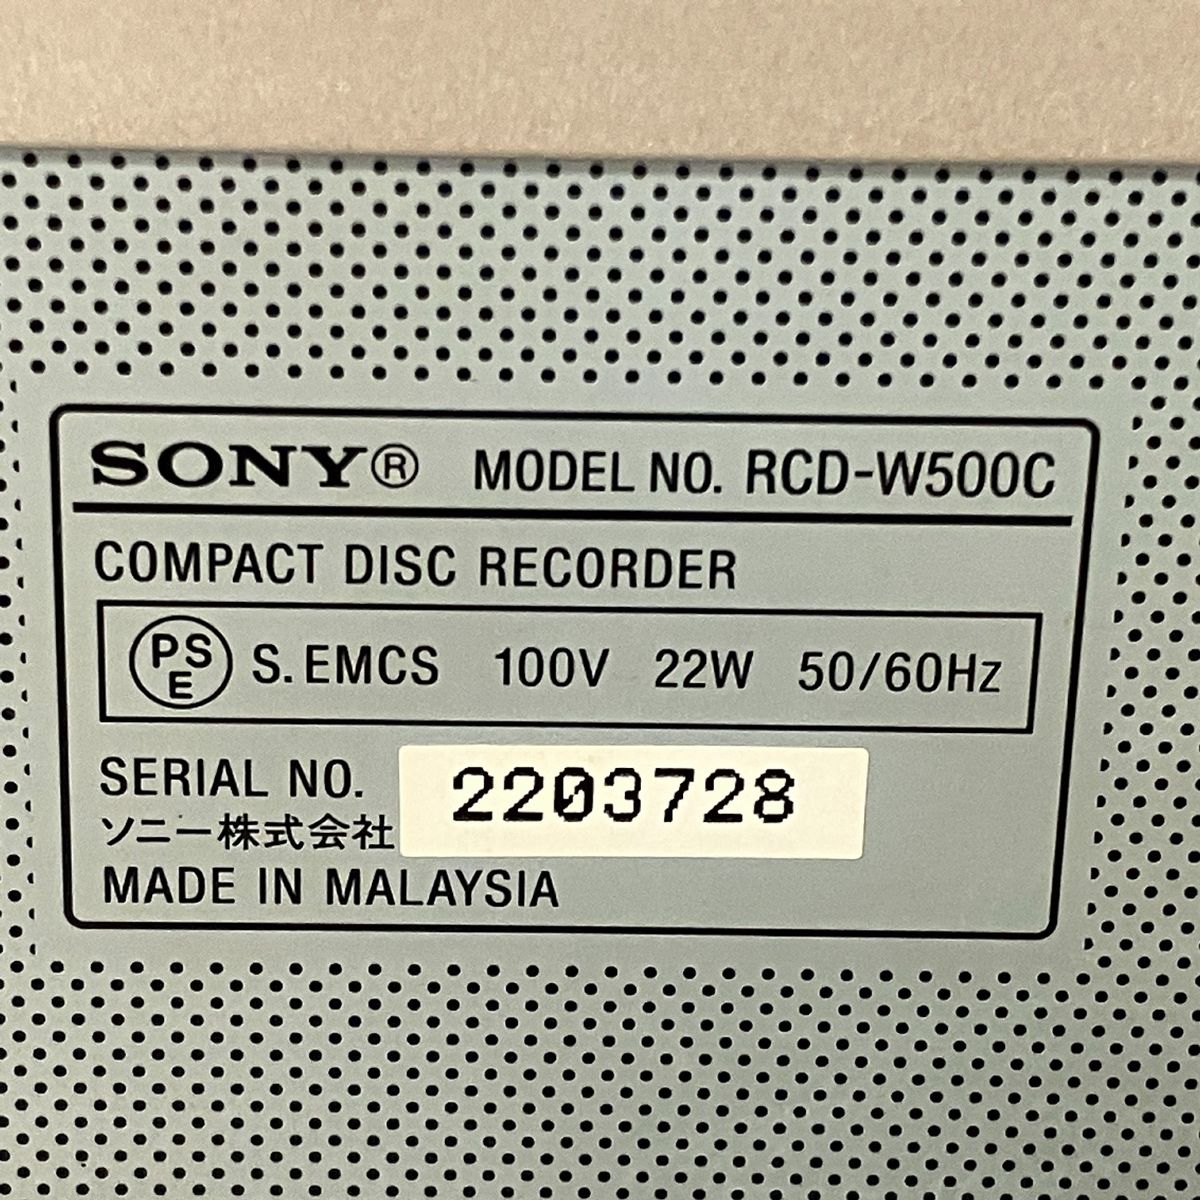 SONY® MODEL NO. RCD-W500C
COMPACT DISC RECORDER
PSE S.EMCS 100V 22W 50/60Hz
SERIAL NO. 2203728
ソニー株式会社
MADE IN MALAYSIA